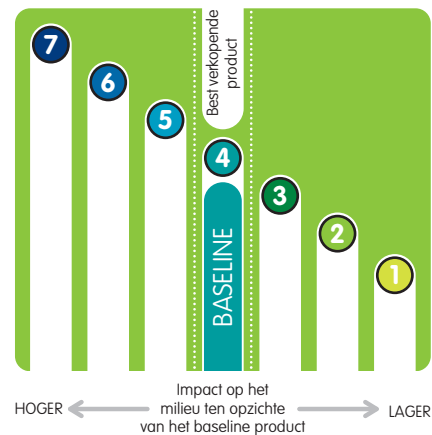 7
6
5
Best verkopende
product
4
3
2
1
BASELINE
HOGER
Impact op het
milieu ten opzichte
van het baseline product
LAGER